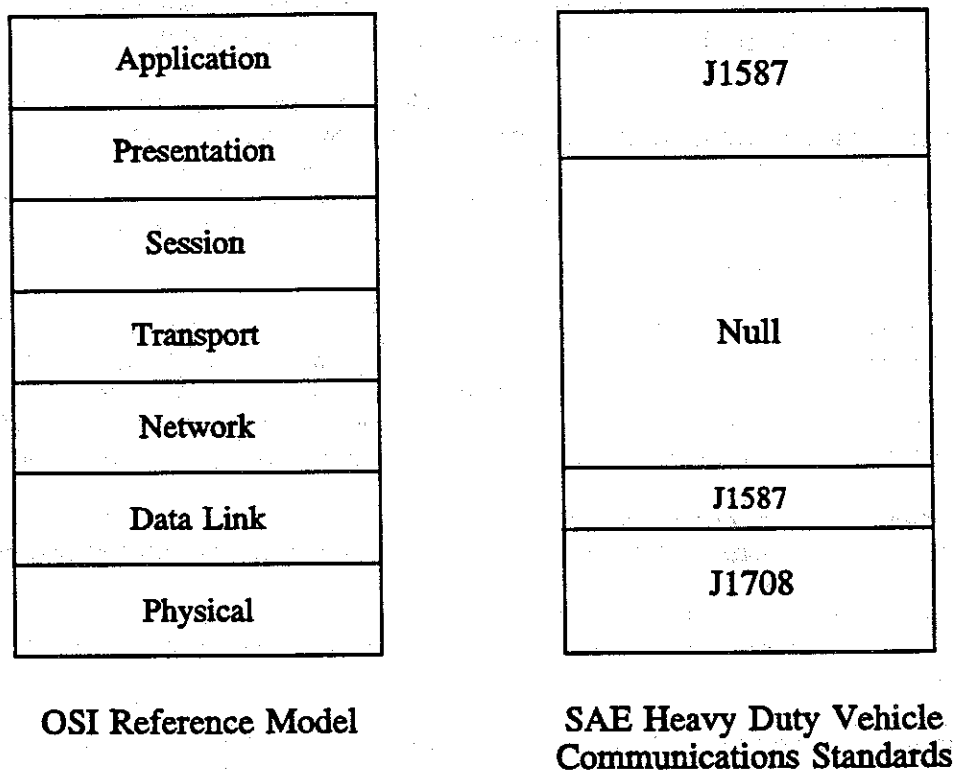 Application
Presentation
Session
Transport
Network
Data Link
Physical
OSI Reference Model
J1587
Null
J1587
J1708
SAE Heavy Duty Vehicle
Communications Standards